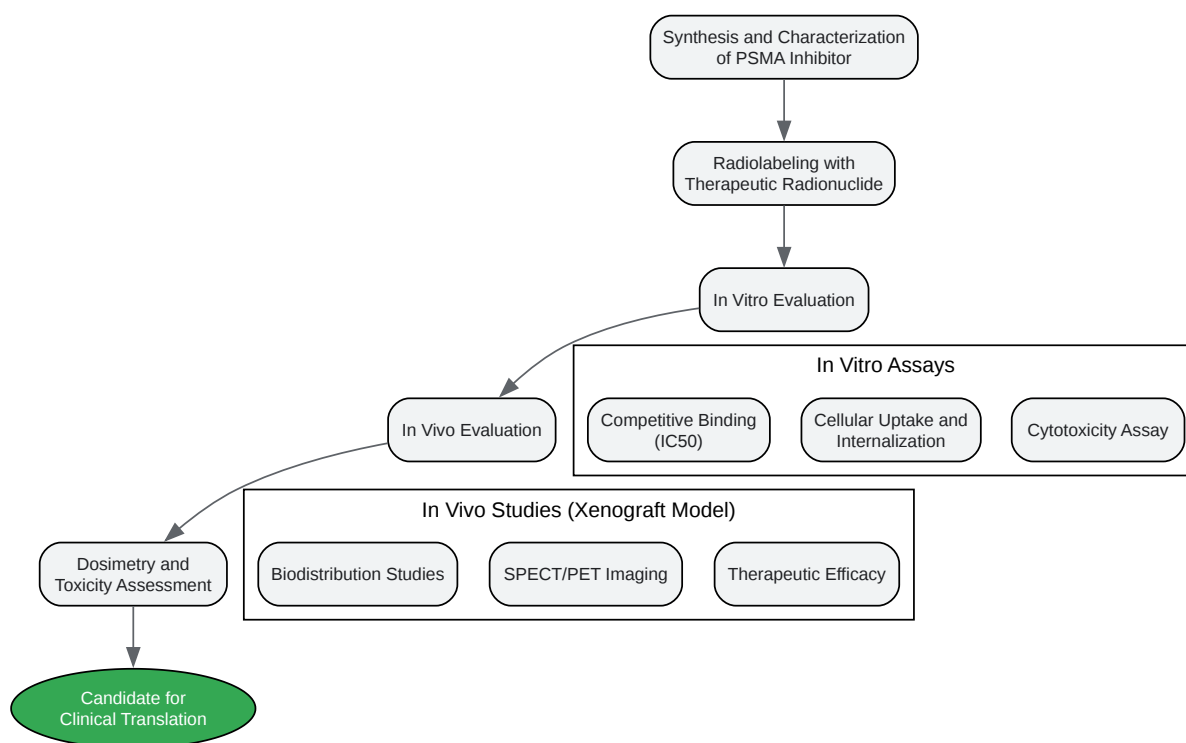 Synthesis and Characterization
of PSMA Inhibitor
Radiolabeling with
Therapeutic Radionuclide
In Vitro Evaluation
In Vitro Assays
In Vivo Evaluation
Competitive Binding
(IC50)
Cellular Uptake and
Internalization
Cytotoxicity Assay
In Vivo Studies (Xenograft Model)
Dosimetry and
Toxicity Assessment
Biodistribution Studies
SPECT/PET Imaging
Therapeutic Efficacy
Candidate for
Clinical Translation